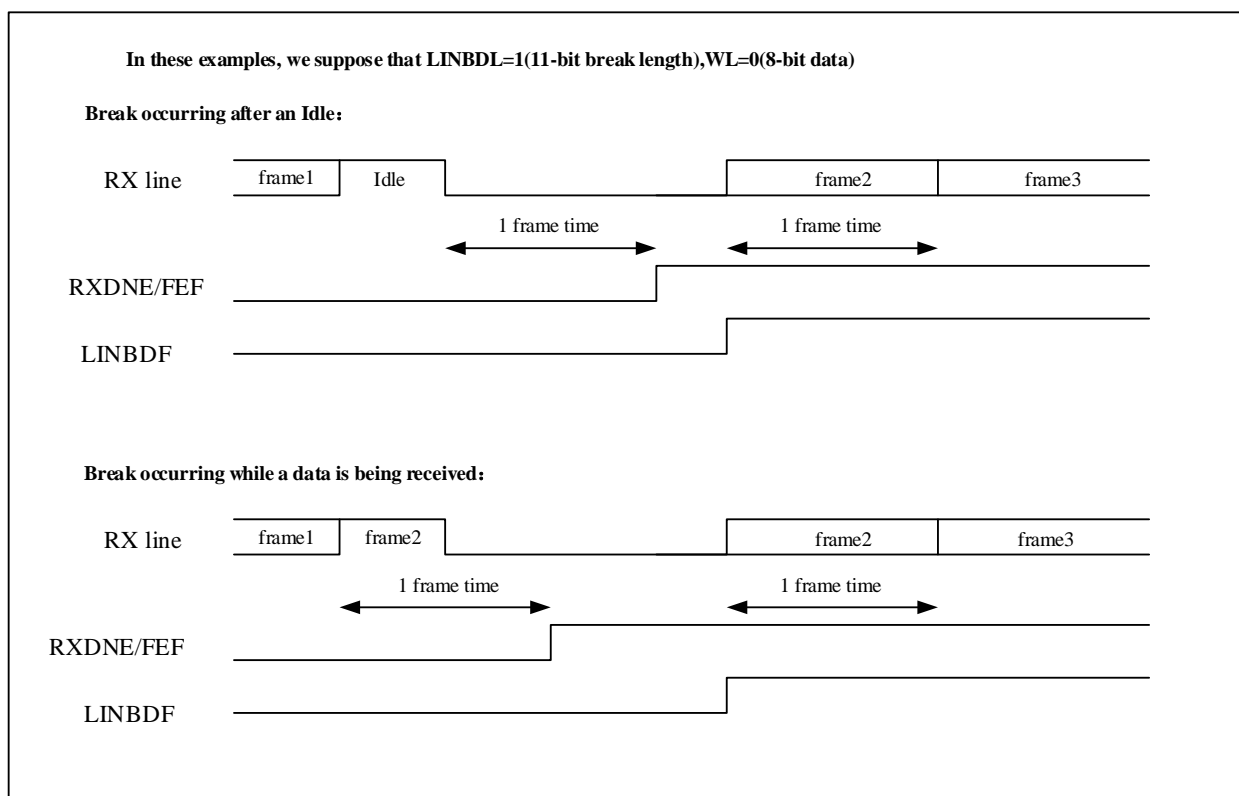 In these examples, we suppose that LINBDL=1(11-bit break length),WL=0(8-bit data)
Break occurring after an Idle：
RX line frame1 Idle frame2 frame3
1 frame time 1 frame time
RXDNE/FEF
LINBDF
Break occurring while a data is being received：
RX line frame1 frame2 frame2 frame3
1 frame time 1 frame time
RXDNE/FEF
LINBDF